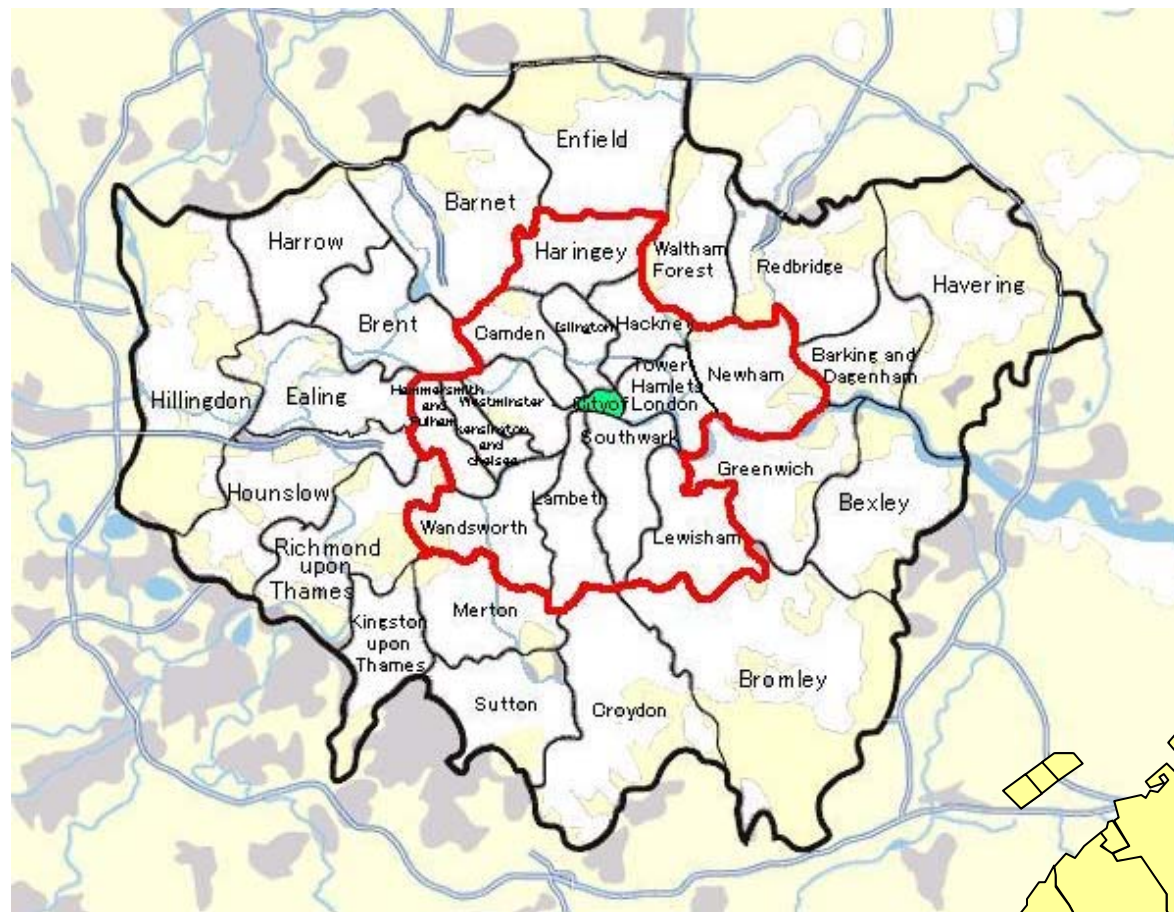 Enfield
Barnet
Harrow
Haringey
Waltham
Forest
Redbridge
Havering
Brent
Camden
Islington
Hackney
Tower
Hamlets
Newham
Barking and
Dagenham
Hillingdon
Ealing
Hammersmith
and
Fulham
Westminster
Kensington
and
Chelsea
City of London
Southwark
Greenwich
Bexley
Hounslow
Richmond
upon
Thames
Wandsworth
Lambeth
Lewisham
Merton
Kingston
upon
Thames
Sutton
Croydon
Bromley